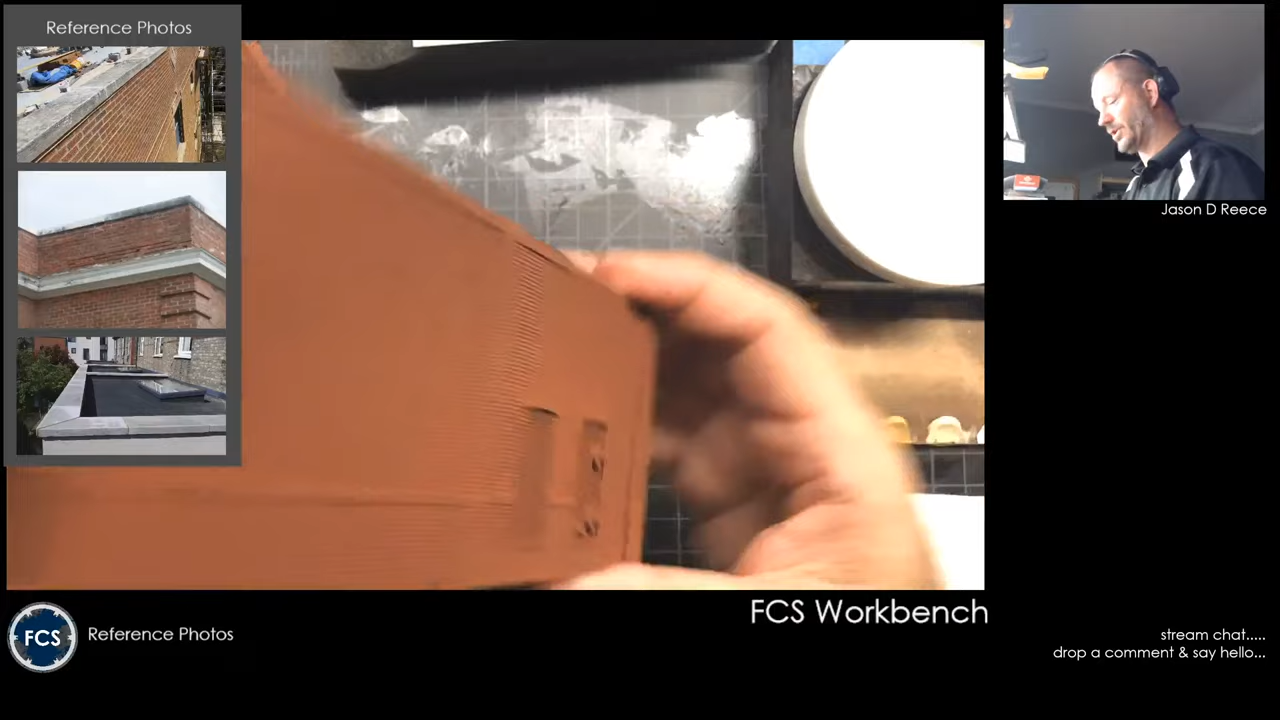 Reference Photos
Jason D Reece
FCS Workbench
FCS
Reference Photos
stream chat.....
drop a comment & say hello...